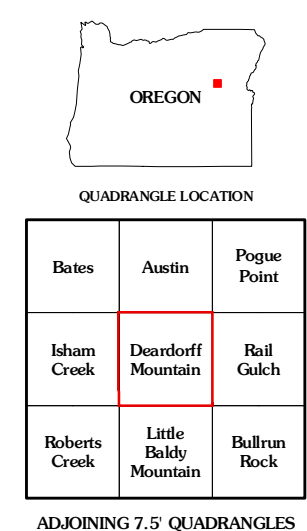 OREGON
QUADRANGLE LOCATION
Bates
Austin
Pogue
Point
Isham
Creek
Deardorff
Mountain
Rail
Gulch
Roberts
Creek
Little
Baldy
Mountain
Bullrun
Rock
ADJOINING 7.5' QUADRANGLES